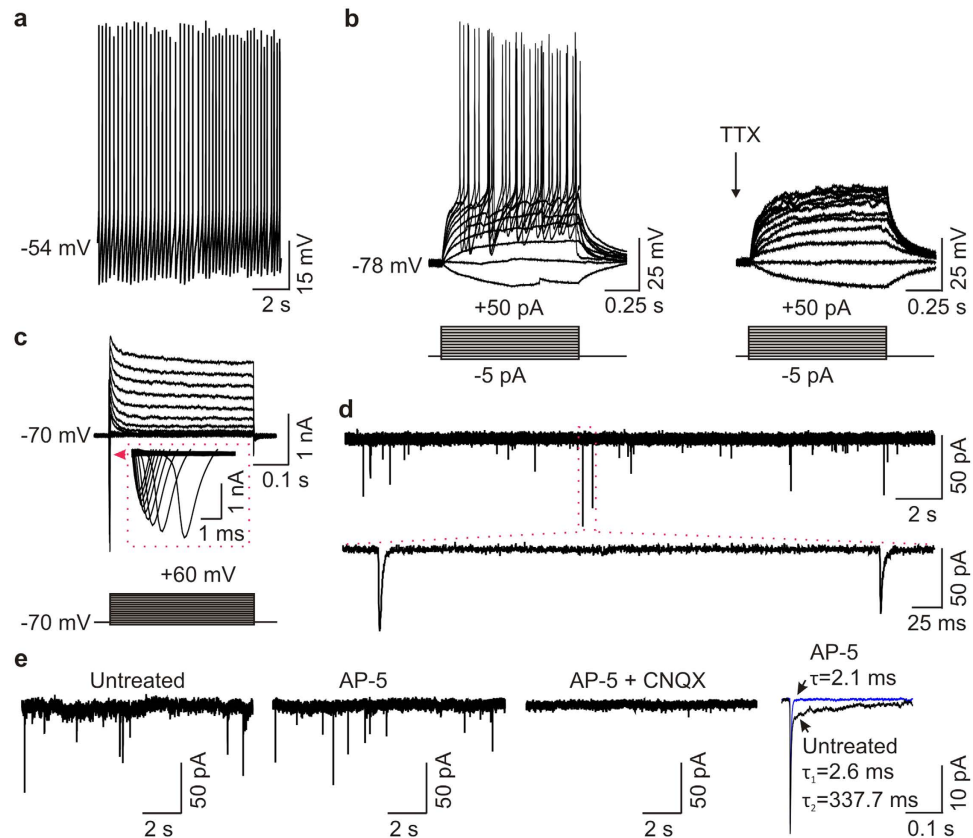 a
-54 mV
15 mV
2 s
b
-78 mV
25 mV
0.25 s
+50 pA
-5 pA
TTX
25 mV
0.25 s
+50 pA
-5 pA
c
-70 mV
1 nA
0.1 s
1 nA
1 ms
+60 mV
-70 mV
d
50 pA
2 s
50 pA
25 ms
e
Untreated
50 pA
2 s
AP-5
50 pA
2 s
AP-5 + CNQX
50 pA
2 s
AP-5
τ=2.1 ms
Untreated
τ₁=2.6 ms
τ₂=337.7 ms
10 pA
0.1 s